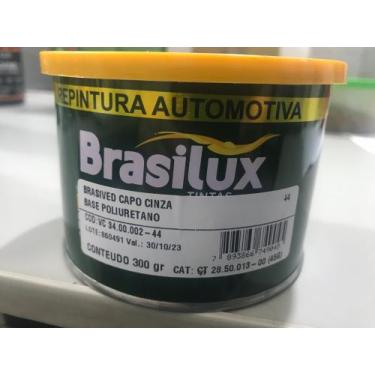 REPINTURA AUTOMOTIVA
Brasilux
TINTAS
BRASIVED CAPO CINZA
BASE POLIURETANO
44
COD: VC 34.00.002-44
LOTE: 860491 Val.: 30/10/23
CONTEUDO 300 gr CAT: CT 28.50.013-00 (456)